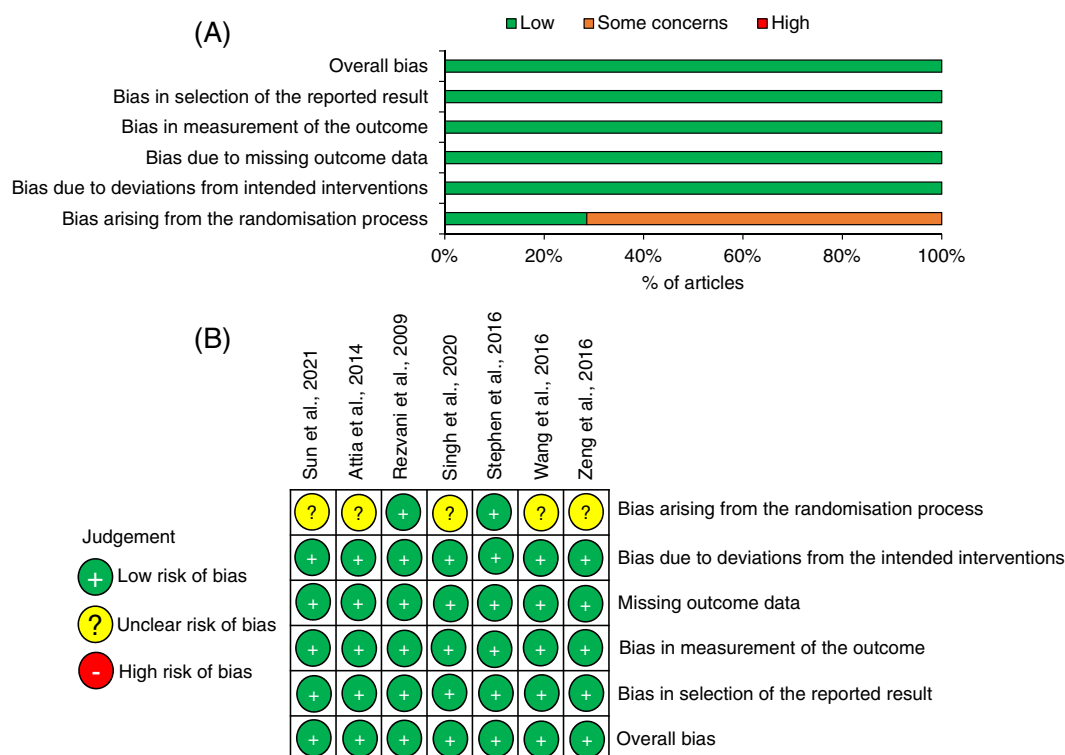 (A)
Low Some concerns High
Overall bias
Bias in selection of the reported result
Bias in measurement of the outcome
Bias due to missing outcome data
Bias due to deviations from intended interventions
Bias arising from the randomisation process
0% 20% 40% 60% 80% 100%
% of articles
(B)
Sun et al., 2021
Attia et al., 2014
Rezvani et al., 2009
Singh et al., 2020
Stephen et al., 2016
Wang et al., 2016
Zeng et al., 2016
? ? + ? + ? ? Bias arising from the randomisation process
+ + + + + + + Bias due to deviations from the intended interventions
+ + + + + + + Missing outcome data
+ + + + + + + Bias in measurement of the outcome
+ + + + + + + Bias in selection of the reported result
+ + + + + + + Overall bias
Judgement
+ Low risk of bias
? Unclear risk of bias
- High risk of bias